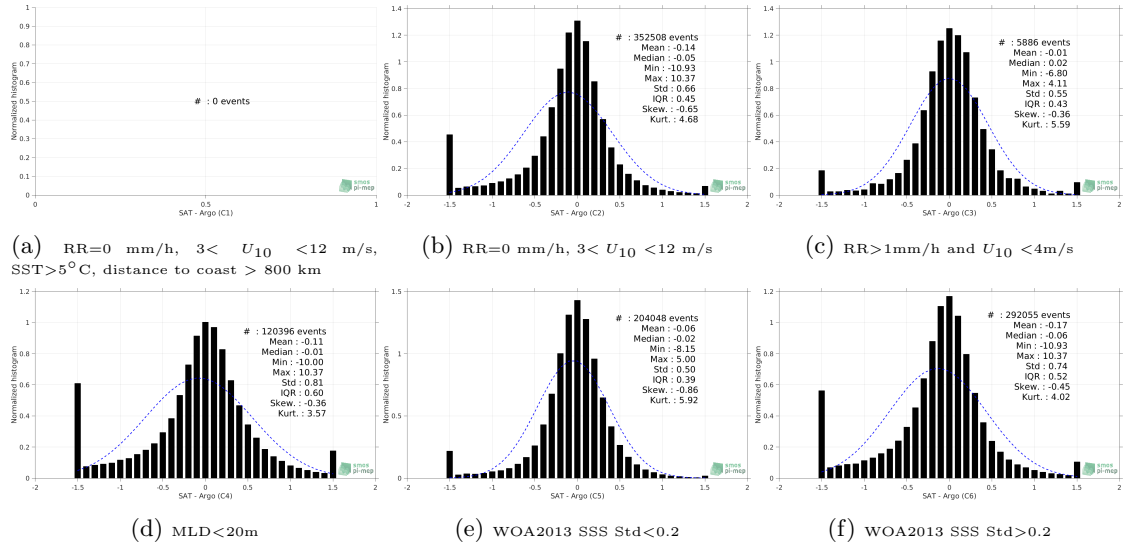 1
0.9
0.8
0.7
0.6
0.5
0.4
0.3
0.2
0.1
0
Normalized histogram
# : 0 events
0 0.5 1
SAT - Argo (C1)
smos
pi-mep
(a) RR=0 mm/h, 3< U10 <12 m/s,
SST>5°C, distance to coast > 800 km
1.4
1.2
1
0.8
0.6
0.4
0.2
0
Normalized histogram
# : 352508 events
Mean : -0.14
Median : -0.05
Min : -10.93
Max : 10.37
Std : 0.66
IQR : 0.45
Skew. : -0.65
Kurt. : 4.68
-2 -1.5 -1 -0.5 0 0.5 1 1.5 2
SAT - Argo (C2)
smos
pi-mep
(b) RR=0 mm/h, 3< U10 <12 m/s
1.4
1.2
1
0.8
0.6
0.4
0.2
0
Normalized histogram
# : 5886 events
Mean : -0.01
Median : 0.02
Min : -6.80
Max : 4.11
Std : 0.55
IQR : 0.43
Skew. : -0.36
Kurt. : 5.59
-2 -1.5 -1 -0.5 0 0.5 1 1.5 2
SAT - Argo (C3)
smos
pi-mep
(c) RR>1mm/h and U10 <4m/s
1.2
1
0.8
0.6
0.4
0.2
0
Normalized histogram
# : 120396 events
Mean : -0.11
Median : -0.01
Min : -10.00
Max : 10.37
Std : 0.81
IQR : 0.60
Skew. : -0.36
Kurt. : 3.57
-2 -1.5 -1 -0.5 0 0.5 1 1.5 2
SAT - Argo (C4)
smos
pi-mep
(d) MLD<20m
1.5
1
0.5
0
Normalized histogram
# : 204048 events
Mean : -0.06
Median : -0.02
Min : -8.15
Max : 5.00
Std : 0.50
IQR : 0.39
Skew. : -0.86
Kurt. : 5.92
-2 -1.5 -1 -0.5 0 0.5 1 1.5 2
SAT - Argo (C5)
smos
pi-mep
(e) WOA2013 SSS Std<0.2
1.2
1
0.8
0.6
0.4
0.2
0
Normalized histogram
# : 292055 events
Mean : -0.17
Median : -0.06
Min : -10.93
Max : 10.37
Std : 0.74
IQR : 0.52
Skew. : -0.45
Kurt. : 4.02
-2 -1.5 -1 -0.5 0 0.5 1 1.5 2
SAT - Argo (C6)
smos
pi-mep
(f) WOA2013 SSS Std>0.2